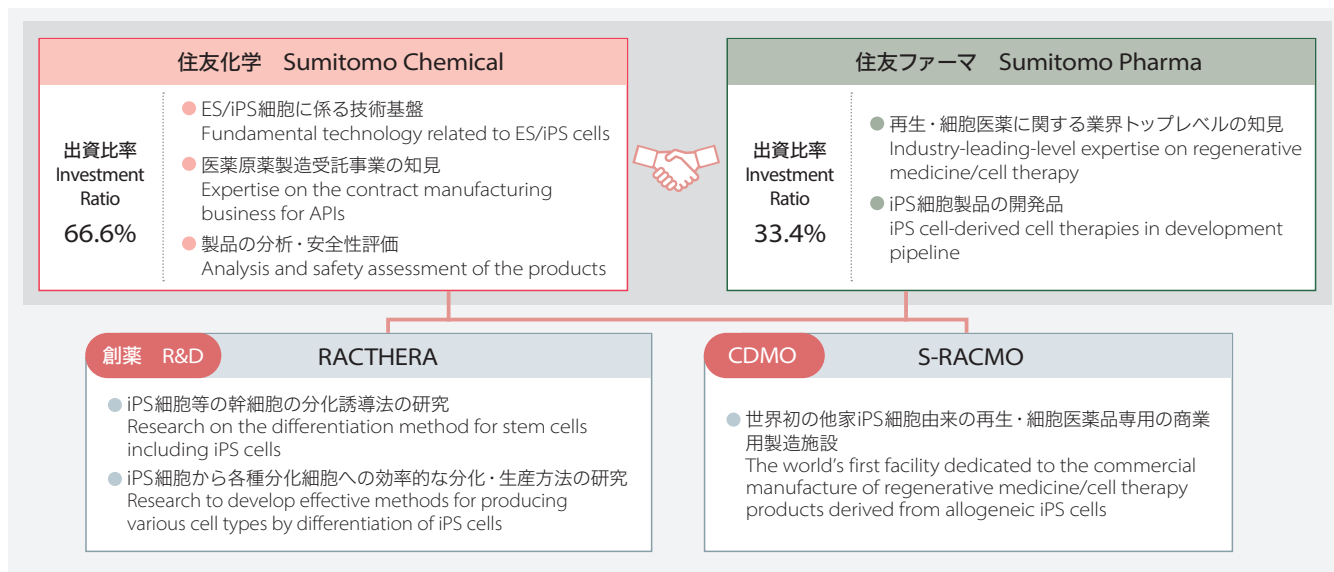 住友化学 Sumitomo Chemical
出資比率
Investment
Ratio
66.6%
ES/iPS細胞に係る技術基盤
Fundamental technology related to ES/iPS cells
医薬原薬製造受託事業の知見
Expertise on the contract manufacturing
business for APIs
製品の分析・安全性評価
Analysis and safety assessment of the products
住友ファーマ Sumitomo Pharma
出資比率
Investment
Ratio
33.4%
再生・細胞医薬に関する業界トップレベルの知見
Industry-leading-level expertise on regenerative
medicine/cell therapy
iPS細胞製品の開発品
iPS cell-derived cell therapies in development
pipeline
創薬 R&D
RACTHERA
iPS細胞等の幹細胞の分化誘導法の研究
Research on the differentiation method for stem cells
including iPS cells
iPS細胞から各種分化細胞への効率的な分化・生産方法の研究
Research to develop effective methods for producing
various cell types by differentiation of iPS cells
CDMO
S-RACMO
世界初の他家iPS細胞由来の再生・細胞医薬品専用の商業
用製造施設
The world’s first facility dedicated to the commercial
manufacture of regenerative medicine/cell therapy
products derived from allogeneic iPS cells